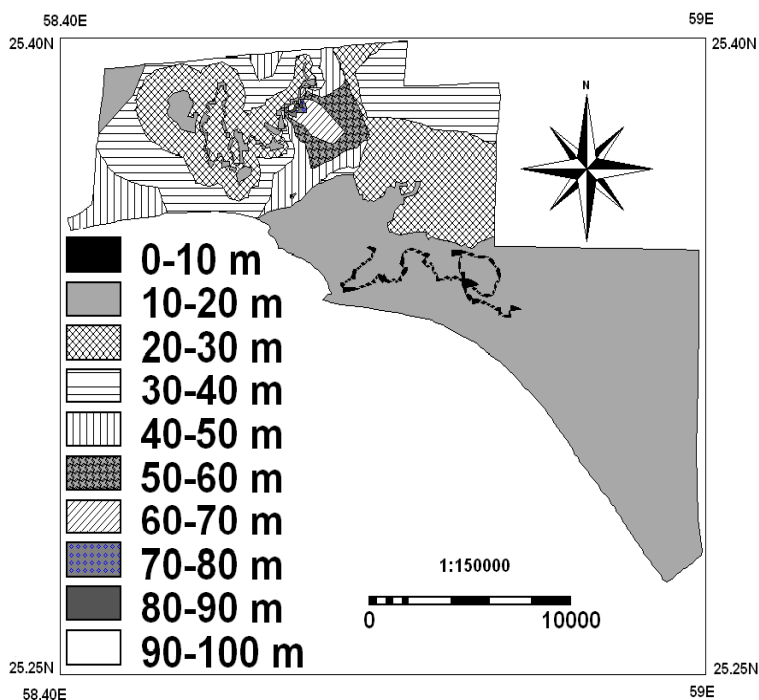 58.40E 59E
25.40N 25.40N
N
0-10 m
10-20 m
20-30 m
30-40 m
40-50 m
50-60 m
60-70 m
70-80 m
80-90 m
90-100 m
1:150000
0 10000
25.25N 25.25N
58.40E 59E